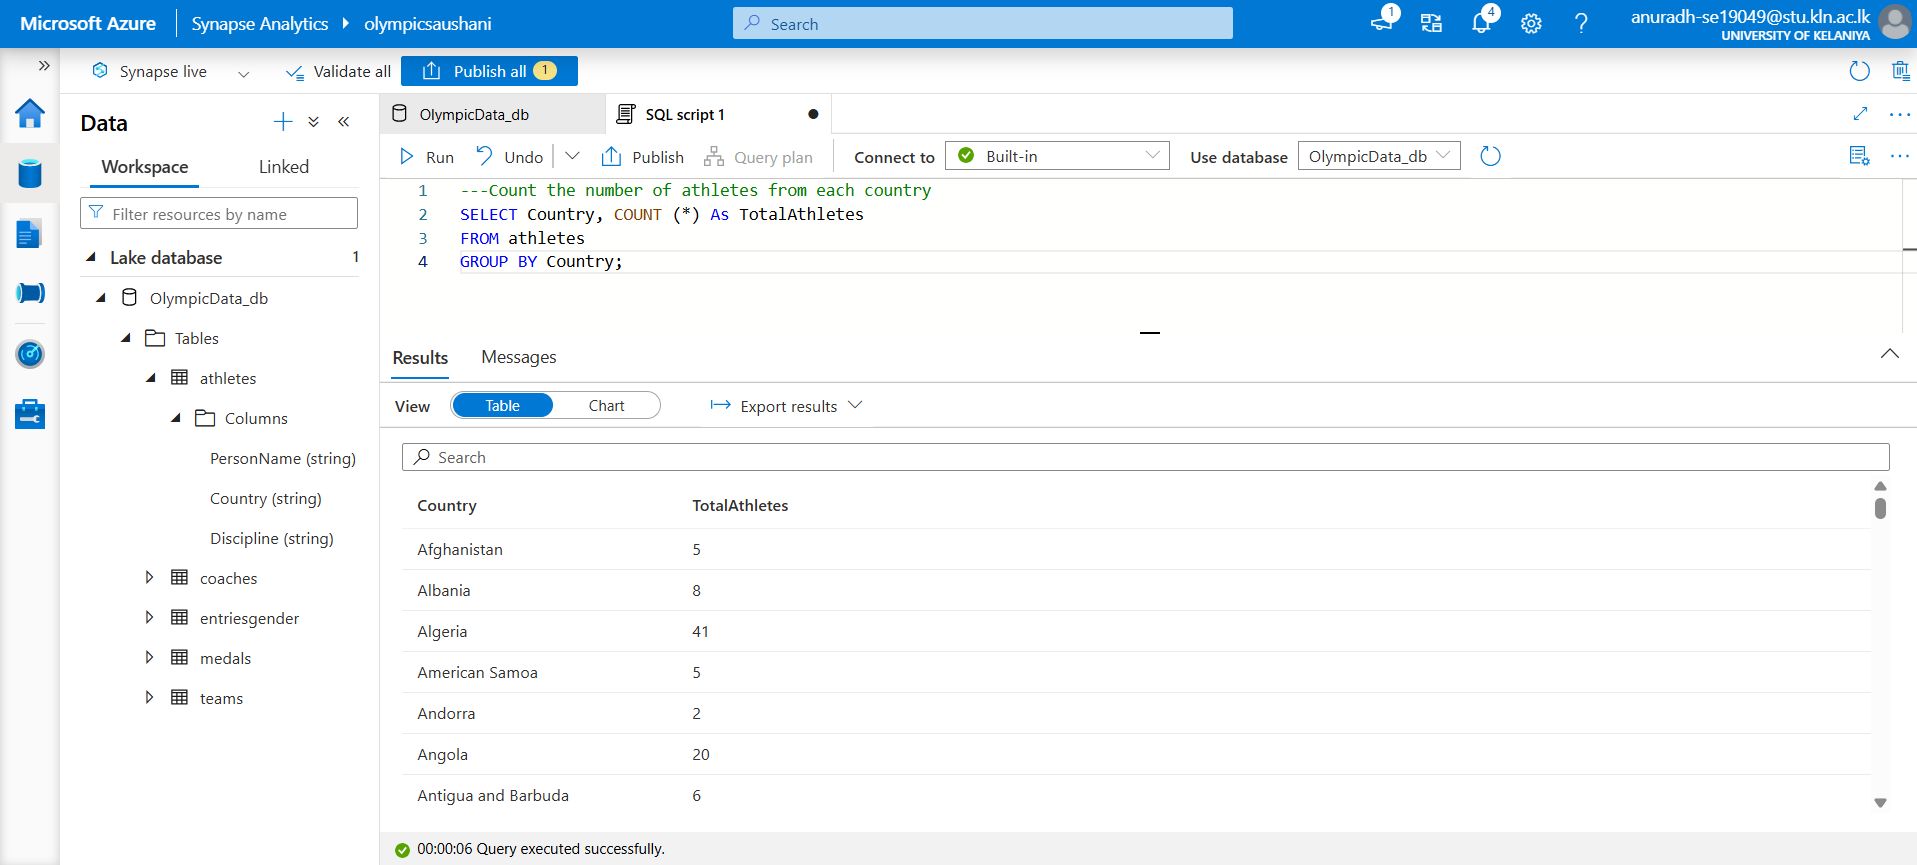 Microsoft Azure
Synapse Analytics
olympicsaushani
Search
1
4
anuradh-se19049@stu.kln.ac.lk
UNIVERSITY OF KELANIYA
Synapse live
Validate all
Publish all 1
Data
Workspace
Linked
Filter resources by name
Lake database 1
OlympicData_db
Tables
athletes
Columns
PersonName (string)
Country (string)
Discipline (string)
coaches
entriesgender
medals
teams
OlympicData_db
SQL script 1
Run
Undo
Publish
Query plan
Connect to
Built-in
Use database
OlympicData_db
1 ---Count the number of athletes from each country
2 SELECT Country, COUNT (*) As TotalAthletes
3 FROM athletes
4 GROUP BY Country;
Results
Messages
View
Table
Chart
Export results
Search
Country TotalAthletes
Afghanistan 5
Albania 8
Algeria 41
American Samoa 5
Andorra 2
Angola 20
Antigua and Barbuda 6
00:00:06 Query executed successfully.